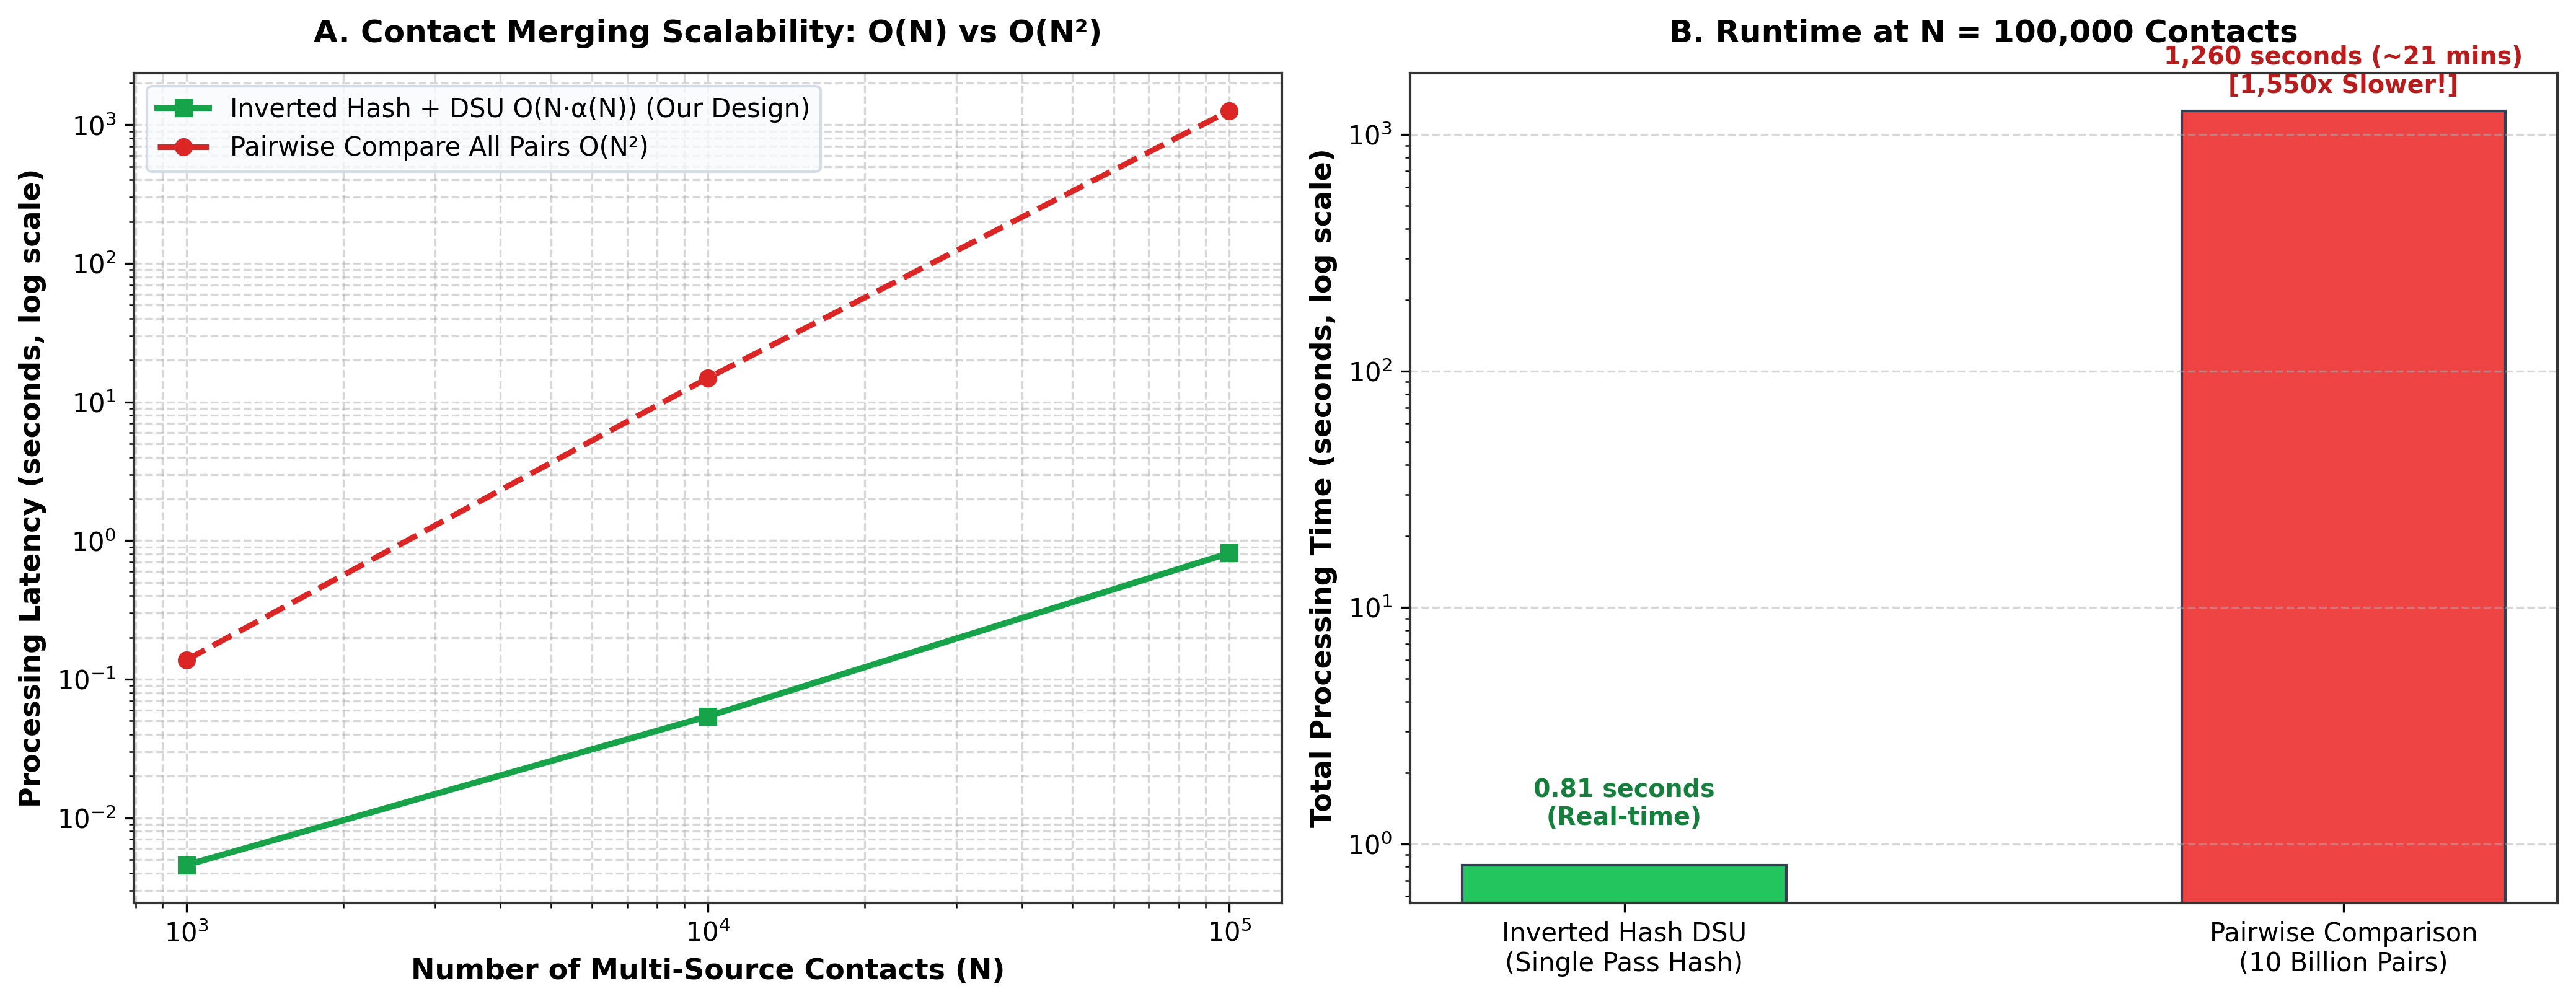 A. Contact Merging Scalability: O(N) vs O(N²)
Processing Latency (seconds, log scale)
10³
10²
10¹
10⁰
10⁻¹
10⁻²
Inverted Hash + DSU O(N·α(N)) (Our Design)
Pairwise Compare All Pairs O(N²)
10³
10⁴
10⁵
Number of Multi-Source Contacts (N)
B. Runtime at N = 100,000 Contacts
1,260 seconds (~21 mins)
[1,550x Slower!]
Total Processing Time (seconds, log scale)
10³
10²
10¹
10⁰
0.81 seconds
(Real-time)
Inverted Hash DSU
(Single Pass Hash)
Pairwise Comparison
(10 Billion Pairs)